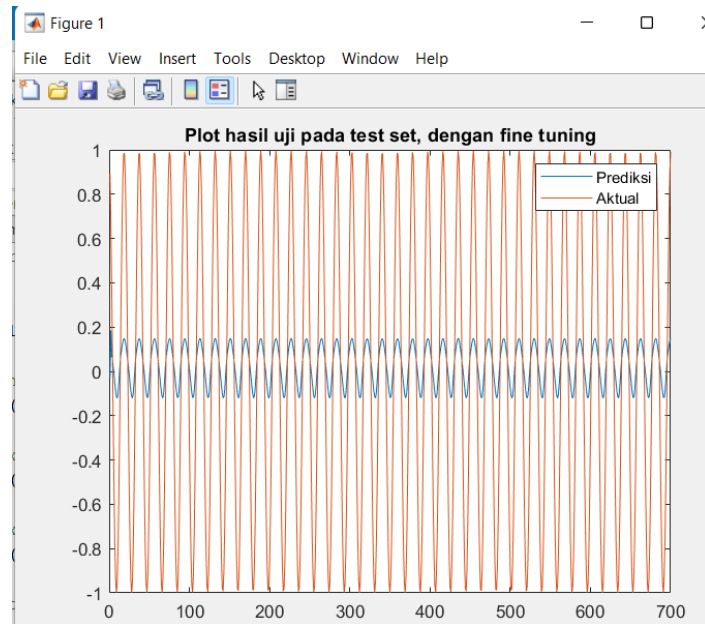 Figure 1
File Edit View Insert Tools Desktop Window Help
Plot hasil uji pada test set, dengan fine tuning
Prediksi
Aktual
1
0.8
0.6
0.4
0.2
0
-0.2
-0.4
-0.6
-0.8
-1
0 100 200 300 400 500 600 700